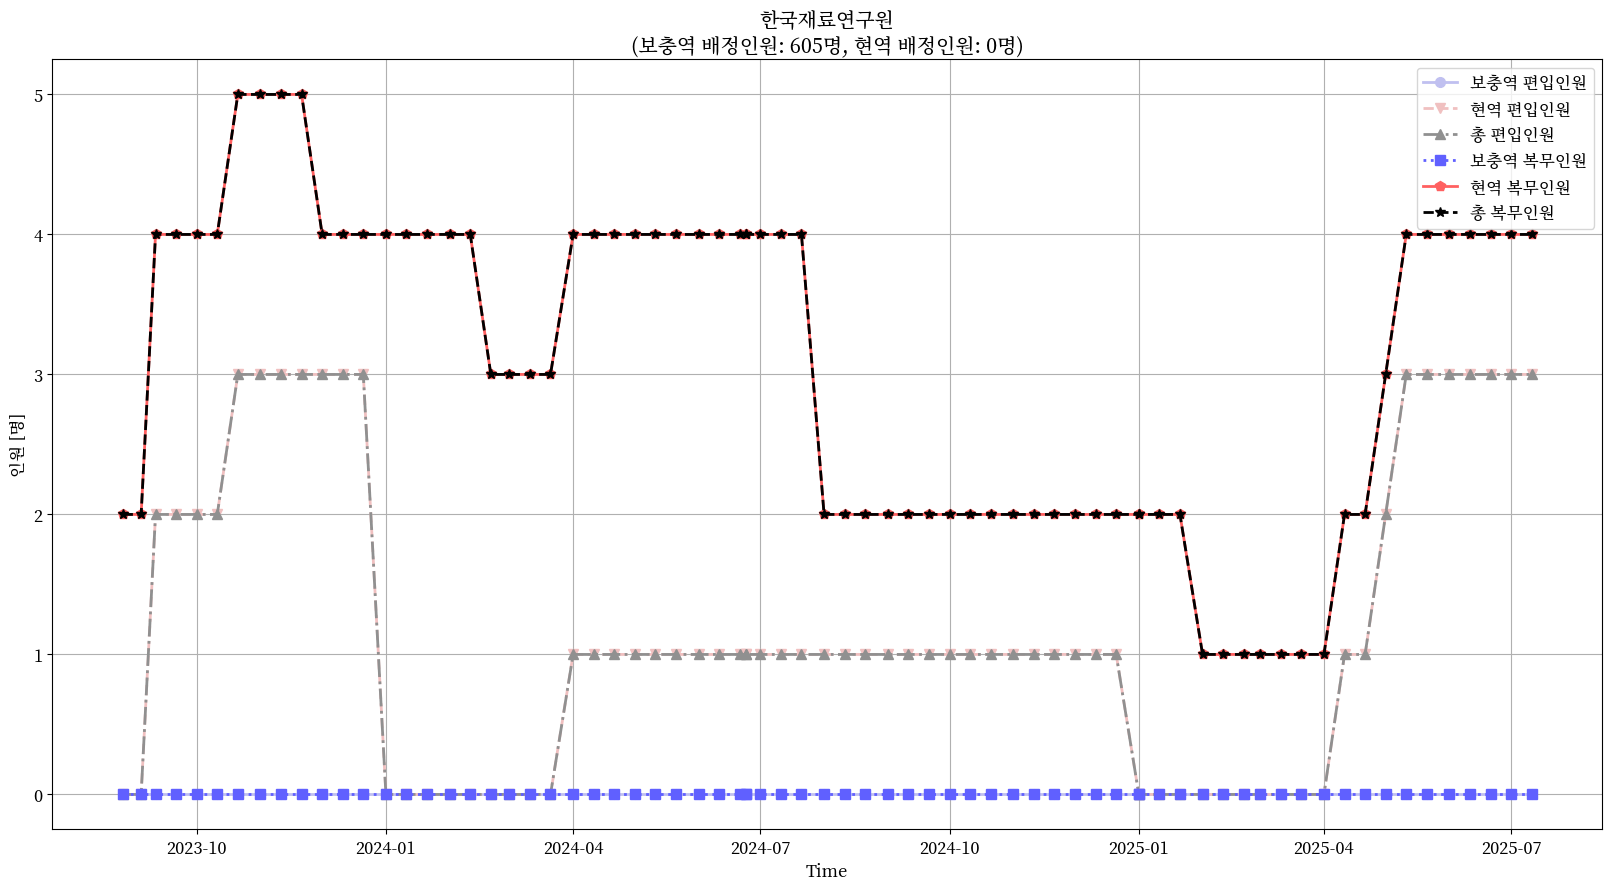 한국재료연구원
(보충역 배정인원: 605명, 현역 배정인원: 0명)
보충역 편입인원
현역 편입인원
총 편입인원
보충역 복무인원
현역 복무인원
총 복무인원
인원 [명]
5
4
3
2
1
0
2023-10
2024-01
2024-04
2024-07
2024-10
2025-01
2025-04
2025-07
Time